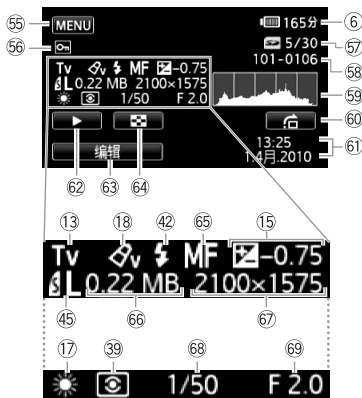 55 MENU 165分 6
56 5/30 57
101-0106 58
Tv V MF -0.75
L 0.22 MB 2100×1575
1/50 F 2.0
59
60
编辑
13:25
1.4月.2010 61
62 63 64
13 18 42 65 15
Tv V MF -0.75
L 0.22 MB 2100×1575
45 66 67
17 39 68 69
1/50 F 2.0